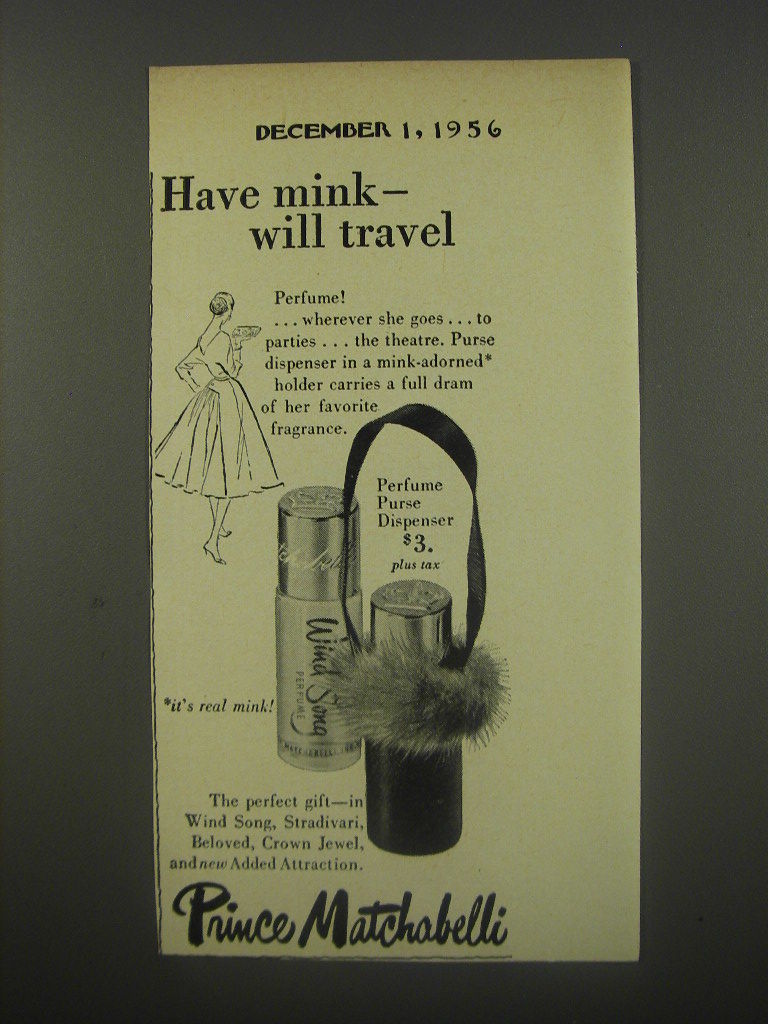 DECEMBER 1, 1956
Have mink—
will travel
Perfume!
... wherever she goes ... to
parties ... the theatre. Purse
dispenser in a mink-adorned*
holder carries a full dram
of her favorite
fragrance.
Perfume
Purse
Dispenser
$3.
plus tax
Wind Song
PERFUME
*it's real mink!
The perfect gift—in
Wind Song, Stradivari,
Beloved, Crown Jewel,
and new Added Attraction.
Prince Matchabelli